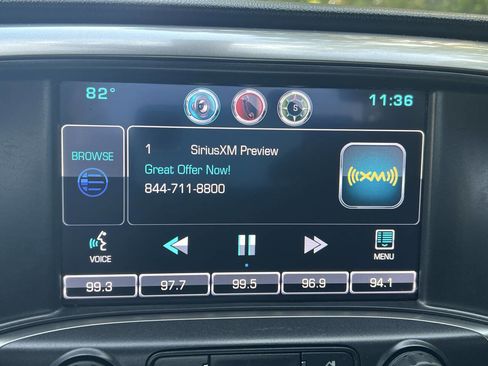 82°
11:36
S
1 SiriusXM Preview
BROWSE
Great Offer Now!
844-711-8800
((XM))
VOICE
MENU
99.3 97.7 99.5 96.9 94.1